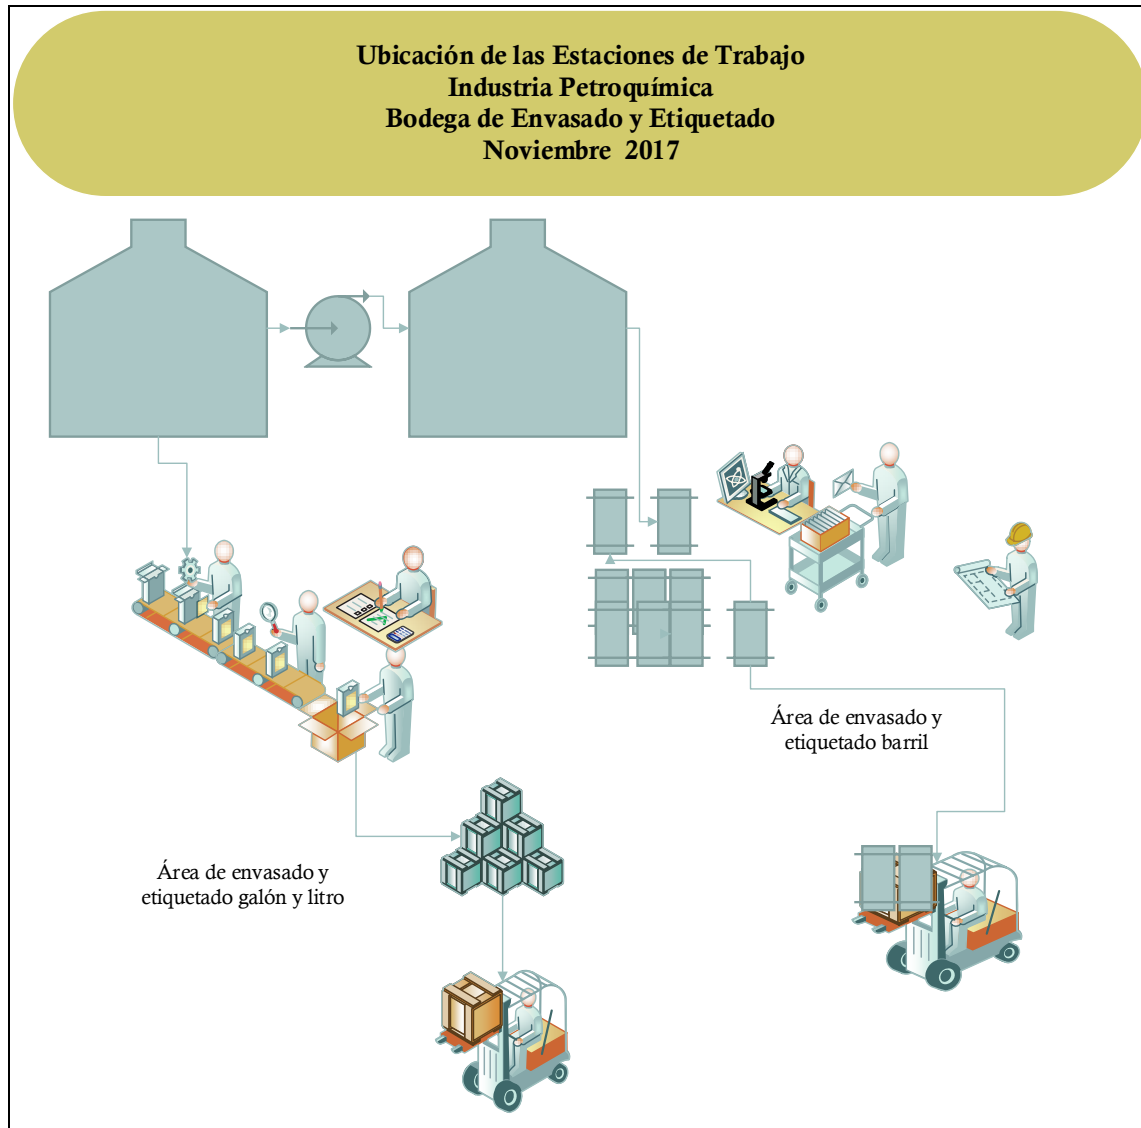 Ubicación de las Estaciones de Trabajo
Industria Petroquímica
Bodega de Envasado y Etiquetado
Noviembre  2017
Área de envasado y
etiquetado barril
Área de envasado y
etiquetado galón y litro